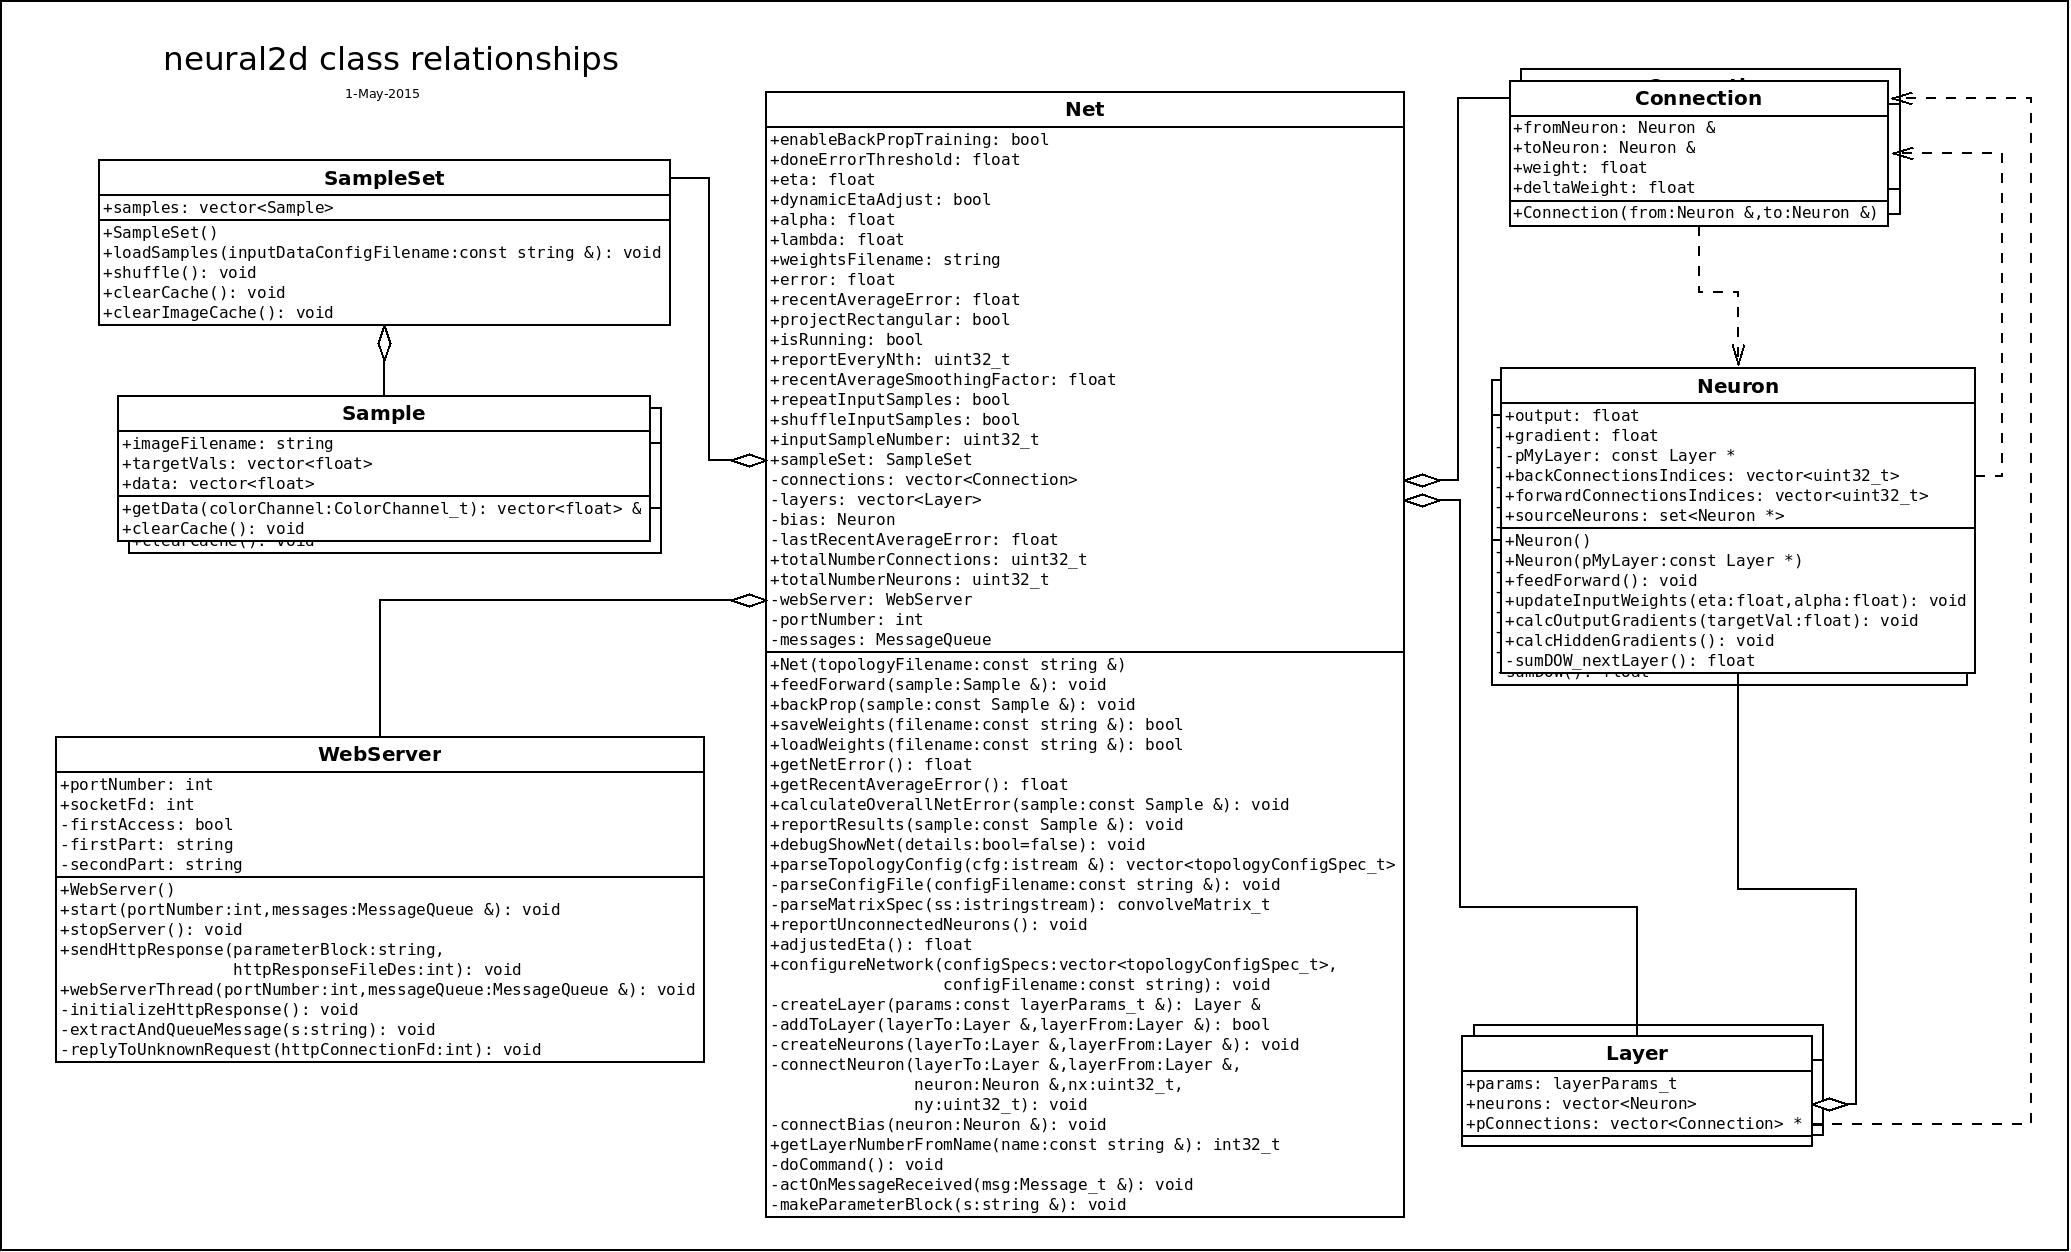 neural2d class relationships
1-May-2015
SampleSet
+samples: vector<Sample>
+SampleSet()
+loadSamples(inputDataConfigFilename:const string &): void
+shuffle(): void
+clearCache(): void
+clearImageCache(): void
Sample
+imageFilename: string
+targetVals: vector<float>
+data: vector<float>
+getData(colorChannel:ColorChannel_t): vector<float> &
+clearCache(): void
+clearCache(): void
WebServer
+portNumber: int
+socketFd: int
-firstAccess: bool
-firstPart: string
-secondPart: string
+WebServer()
+start(portNumber:int,messages:MessageQueue &): void
+stopServer(): void
+sendHttpResponse(parameterBlock:string,
httpResponseFileDes:int): void
+webServerThread(portNumber:int,messageQueue:MessageQueue &): void
-initializeHttpResponse(): void
-extractAndQueueMessage(s:string): void
-replyToUnknownRequest(httpConnectionFd:int): void
Net
+enableBackPropTraining: bool
+doneErrorThreshold: float
+eta: float
+dynamicEtaAdjust: bool
+alpha: float
+lambda: float
+weightsFilename: string
+error: float
+recentAverageError: float
+projectRectangular: bool
+isRunning: bool
+reportEveryNth: uint32_t
+recentAverageSmoothingFactor: float
+repeatInputSamples: bool
+shuffleInputSamples: bool
+inputSampleNumber: uint32_t
+sampleSet: SampleSet
-connections: vector<Connection>
-layers: vector<Layer>
-bias: Neuron
-lastRecentAverageError: float
+totalNumberConnections: uint32_t
+totalNumberNeurons: uint32_t
-webServer: WebServer
-portNumber: int
-messages: MessageQueue
+Net(topologyFilename:const string &)
+feedForward(sample:Sample &): void
+backProp(sample:const Sample &): void
+saveWeights(filename:const string &): bool
+loadWeights(filename:const string &): bool
+getNetError(): float
+getRecentAverageError(): float
+calculateOverallNetError(sample:const Sample &): void
+reportResults(sample:const Sample &): void
+debugShowNet(details:bool=false): void
+parseTopologyConfig(cfg:istream &): vector<topologyConfigSpec_t>
-parseConfigFile(configFilename:const string &): void
-parseMatrixSpec(ss:istringstream): convolveMatrix_t
+reportUnconnectedNeurons(): void
+adjustedEta(): float
+configureNetwork(configSpecs:vector<topologyConfigSpec_t>,
configFilename:const string): void
-createLayer(params:const layerParams_t &): Layer &
-addToLayer(layerTo:Layer &,layerFrom:Layer &): bool
-createNeurons(layerTo:Layer &,layerFrom:Layer &): void
-connectNeuron(layerTo:Layer &,layerFrom:Layer &,
neuron:Neuron &,nx:uint32_t,
ny:uint32_t): void
-connectBias(neuron:Neuron &): void
+getLayerNumberFromName(name:const string &): int32_t
-doCommand(): void
-actOnMessageReceived(msg:Message_t &): void
-makeParameterBlock(s:string &): void
Connection
+fromNeuron: Neuron &
+toNeuron: Neuron &
+weight: float
+deltaWeight: float
+Connection(from:Neuron &,to:Neuron &)
Neuron
+output: float
+gradient: float
-pMyLayer: const Layer *
+backConnectionsIndices: vector<uint32_t>
+forwardConnectionsIndices: vector<uint32_t>
+sourceNeurons: set<Neuron *>
+Neuron()
+Neuron(pMyLayer:const Layer *)
+feedForward(): void
+updateInputWeights(eta:float,alpha:float): void
+calcOutputGradients(targetVal:float): void
+calcHiddenGradients(): void
-sumDOW_nextLayer(): float
-sumDOW(): float
Layer
+params: layerParams_t
+neurons: vector<Neuron>
+pConnections: vector<Connection> *